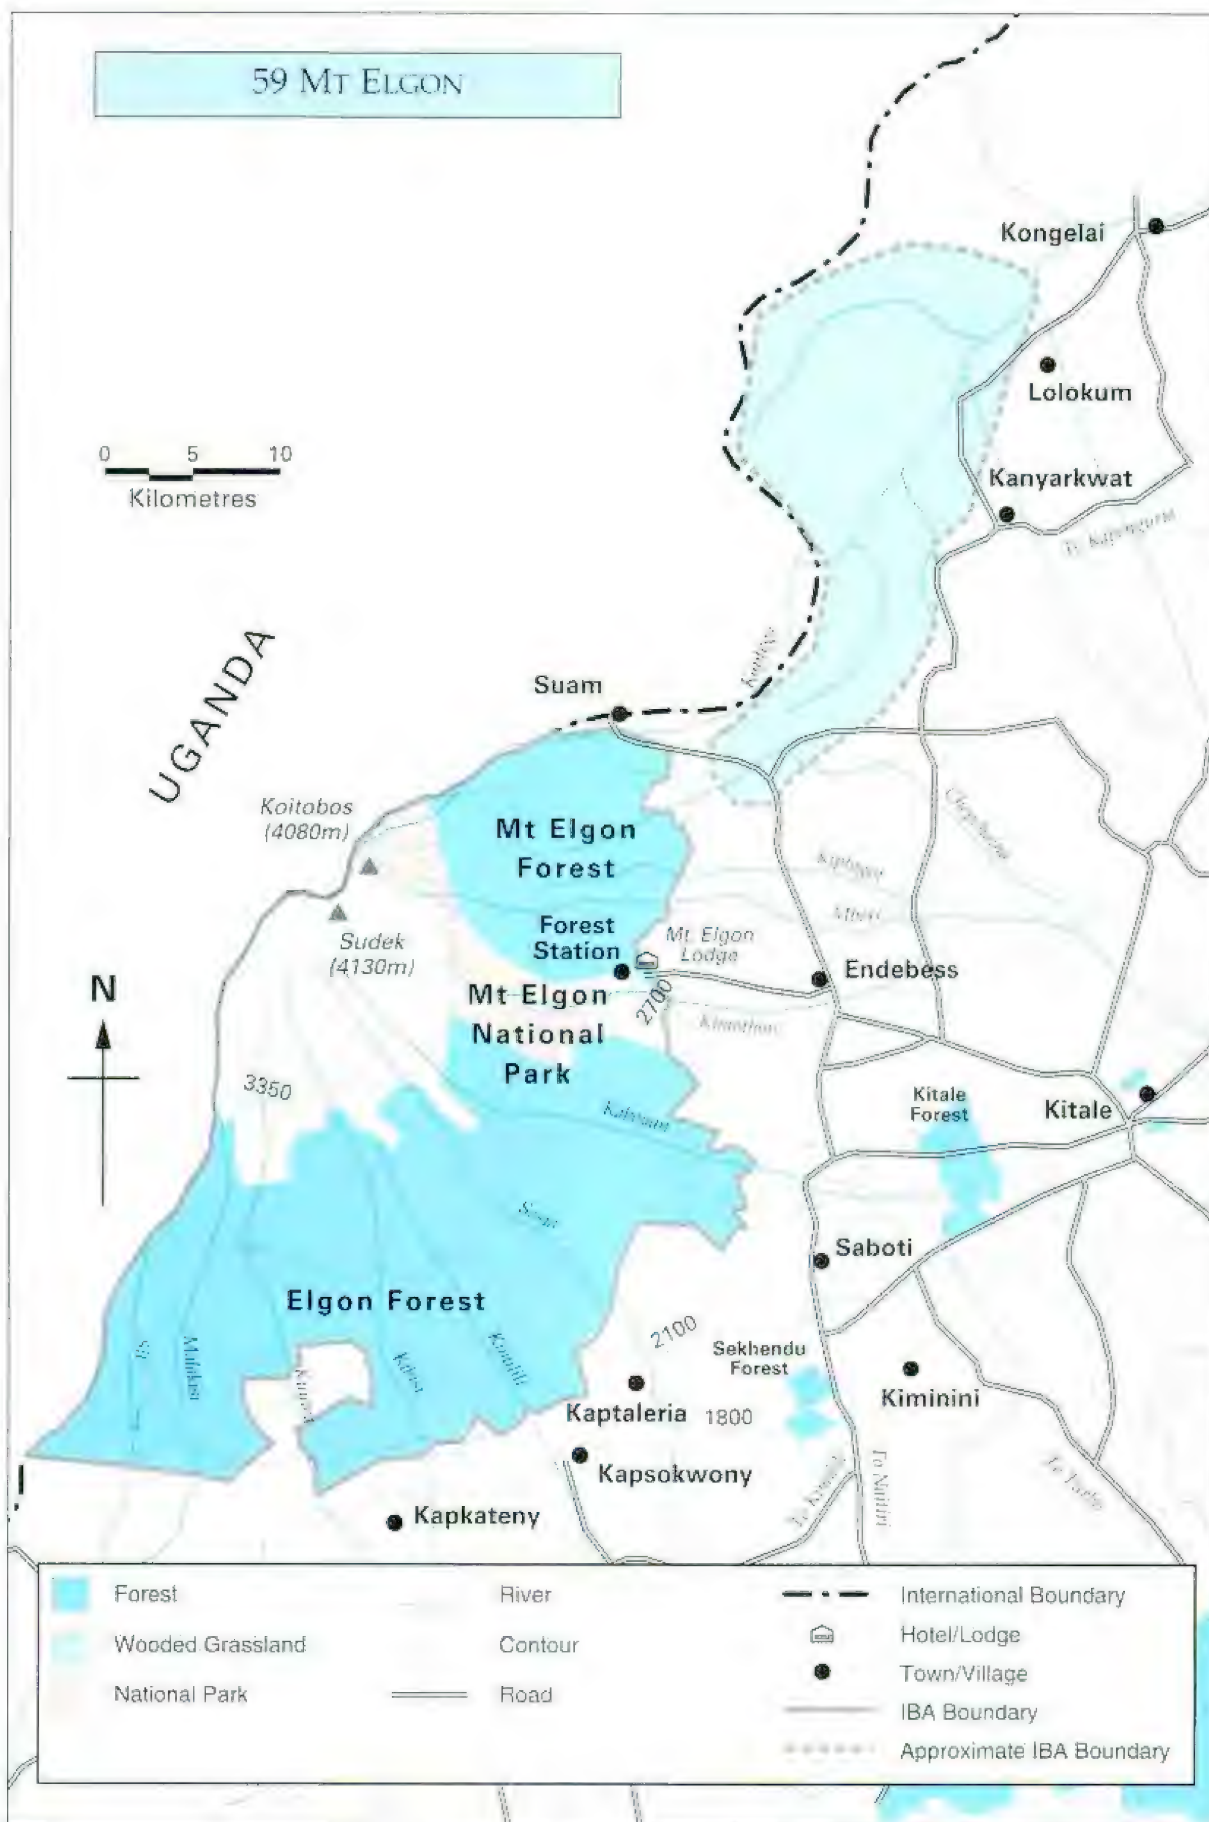 59 MT ELGON
Kongelai
Lolokum
0 5 10
Kilometres
Kanyarkwat
To Kapenguria
UGANDA
Suam
Koitobos
(4080m)
Mt Elgon
Forest
Sudek
(4130m)
Forest
Station
Mt. Elgon
Lodge
Endebess
N
Mt Elgon
National
Park
2700
3350
Kitale
Forest
Kitale
Saboti
Elgon Forest
Malikisi
2100
Sekhendu
Forest
Kiminini
Kaptaleria
1800
Kapsokwony
Kapkateny
Forest
River
International Boundary
Hotel/Lodge
Wooded Grassland
Contour
Town/Village
National Park
Road
IBA Boundary
Approximate IBA Boundary